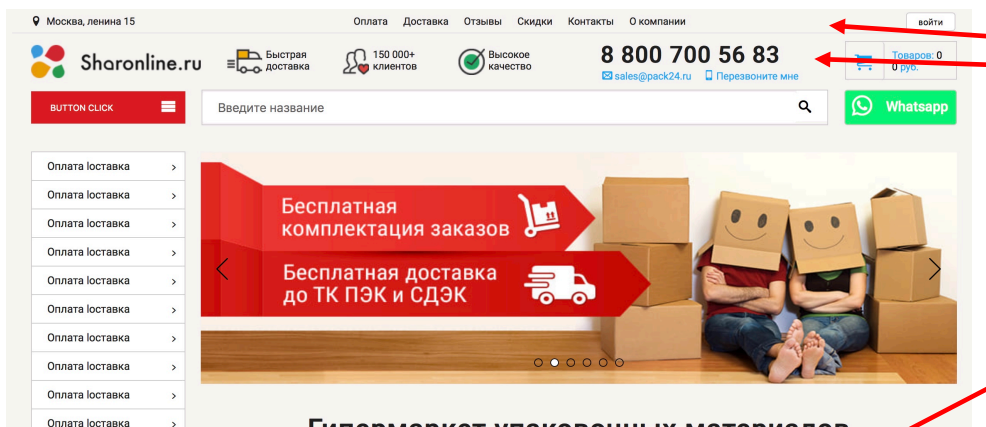 Москва, ленина 15
Оплата Доставка Отзывы Скидки Контакты О компании
войти
Sharonline.ru
Быстрая
доставка
150 000+
клиентов
Высокое
качество
8 800 700 56 83
sales@pack24.ru Перезвоните мне
Товаров: 0
0 руб.
BUTTON CLICK
Введите название
Whatsapp
Оплата lоставка
Оплата lоставка
Оплата lоставка
Оплата lоставка
Оплата lоставка
Оплата lоставка
Оплата lоставка
Оплата lоставка
Оплата lоставка
Оплата lоставка
Бесплатная
комплектация заказов
Бесплатная доставка
до ТК ПЭК и СДЭК
Гипермаркет упаковочных материалов